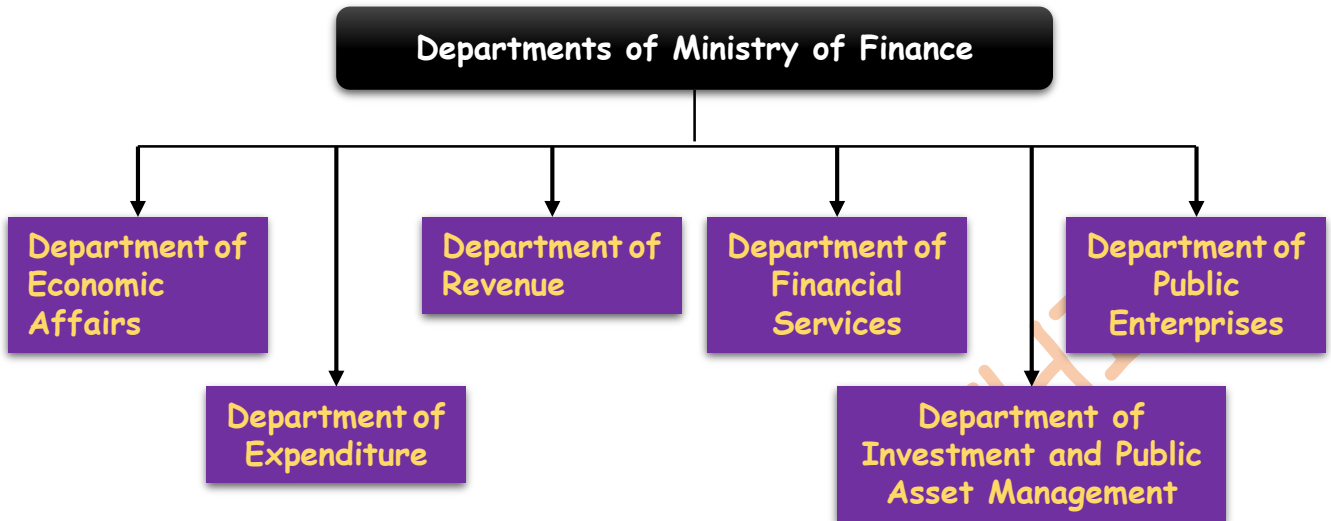 Departments of Ministry of Finance
Department of
Economic
Affairs
Department of
Revenue
Department of
Financial
Services
Department of
Public
Enterprises
Department of
Expenditure
Department of
Investment and Public
Asset Management